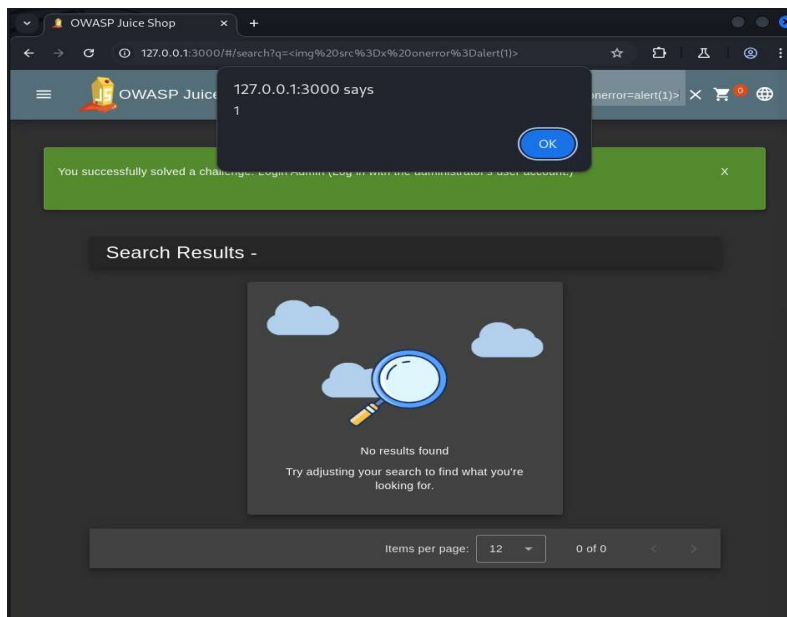 OWASP Juice Shop
127.0.0.1:3000/#/search?q=<img%20src%3Dx%20onerror%3Dalert(1)>
OWASP Juice
onerror=alert(1)>
0
127.0.0.1:3000 says
1
OK
You successfully solved a challenge: Login Admin (Log in with the administrator's user account.)
X
Search Results -
No results found
Try adjusting your search to find what you're
looking for.
Items per page:
12
0 of 0